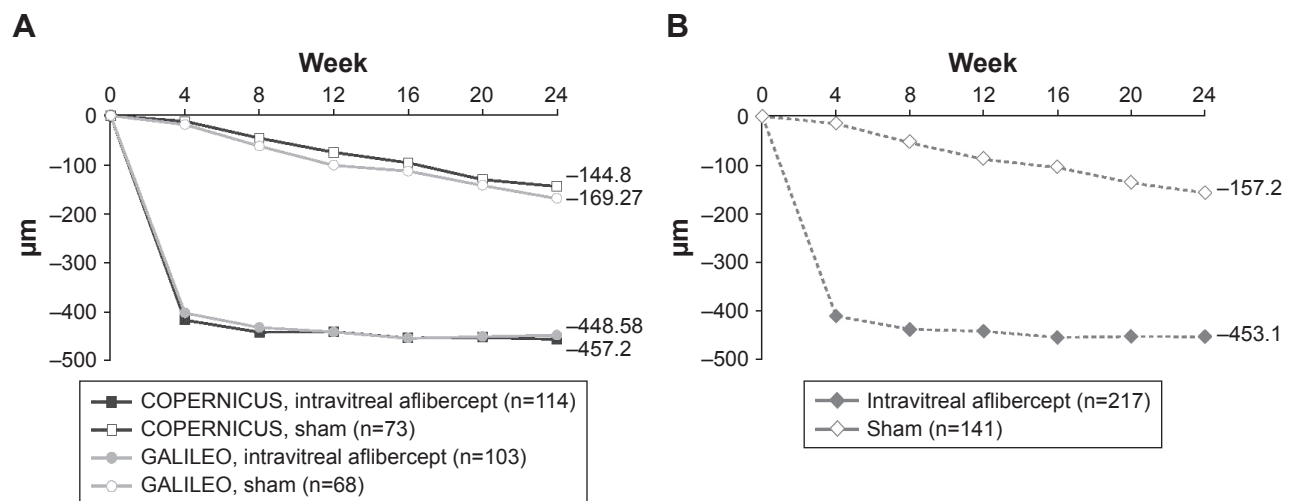 A
Week
0 4 8 12 16 20 24
0
–100
–200
–300
–400
–500
µm
–144.8
–169.27
–448.58
–457.2
COPERNICUS, intravitreal aflibercept (n=114)
COPERNICUS, sham (n=73)
GALILEO, intravitreal aflibercept (n=103)
GALILEO, sham (n=68)
B
Week
0 4 8 12 16 20 24
0
–100
–200
–300
–400
–500
µm
–157.2
–453.1
Intravitreal aflibercept (n=217)
Sham (n=141)